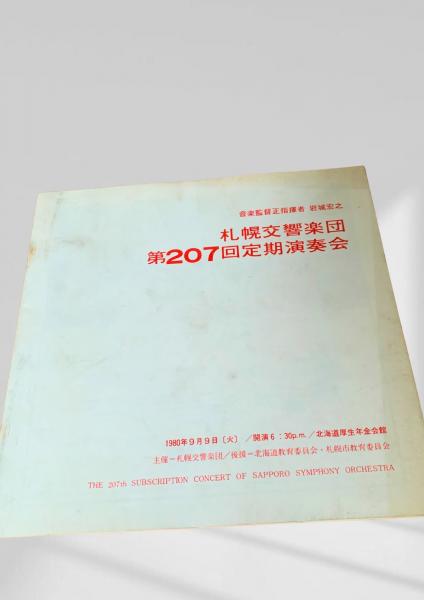 音楽監督正指揮者 岩城宏之
札幌交響楽団
第207回定期演奏会
1980年9月9日〔火〕／開演6：30p.m.／北海道厚生年金会館
主催＝札幌交響楽団／後援＝北海道教育委員会・札幌市教育委員会
THE 207th SUBSCRIPTION CONCERT OF SAPPORO SYMPHONY ORCHESTRA